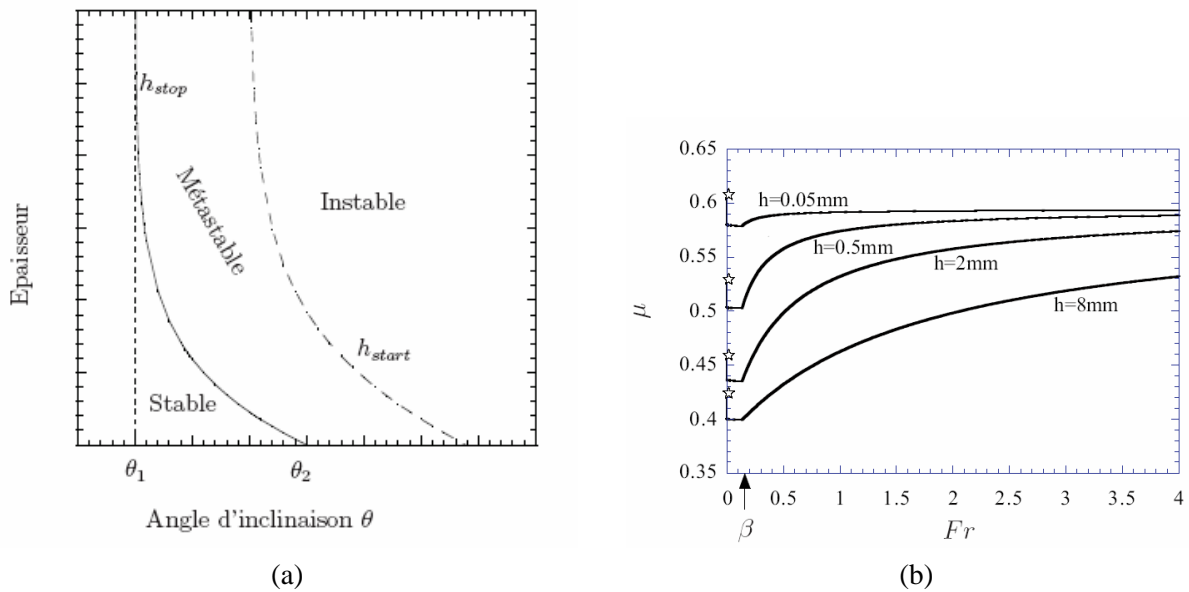 h_stop
Métastable
Instable
Epaisseur
h_start
Stable
θ₁ θ₂
Angle d'inclinaison θ
(a)
0.65
0.6
0.55
0.5
0.45
0.4
0.35
μ
h=0.05mm
h=0.5mm
h=2mm
h=8mm
0 0.5 1 1.5 2 2.5 3 3.5 4
β Fr
(b)